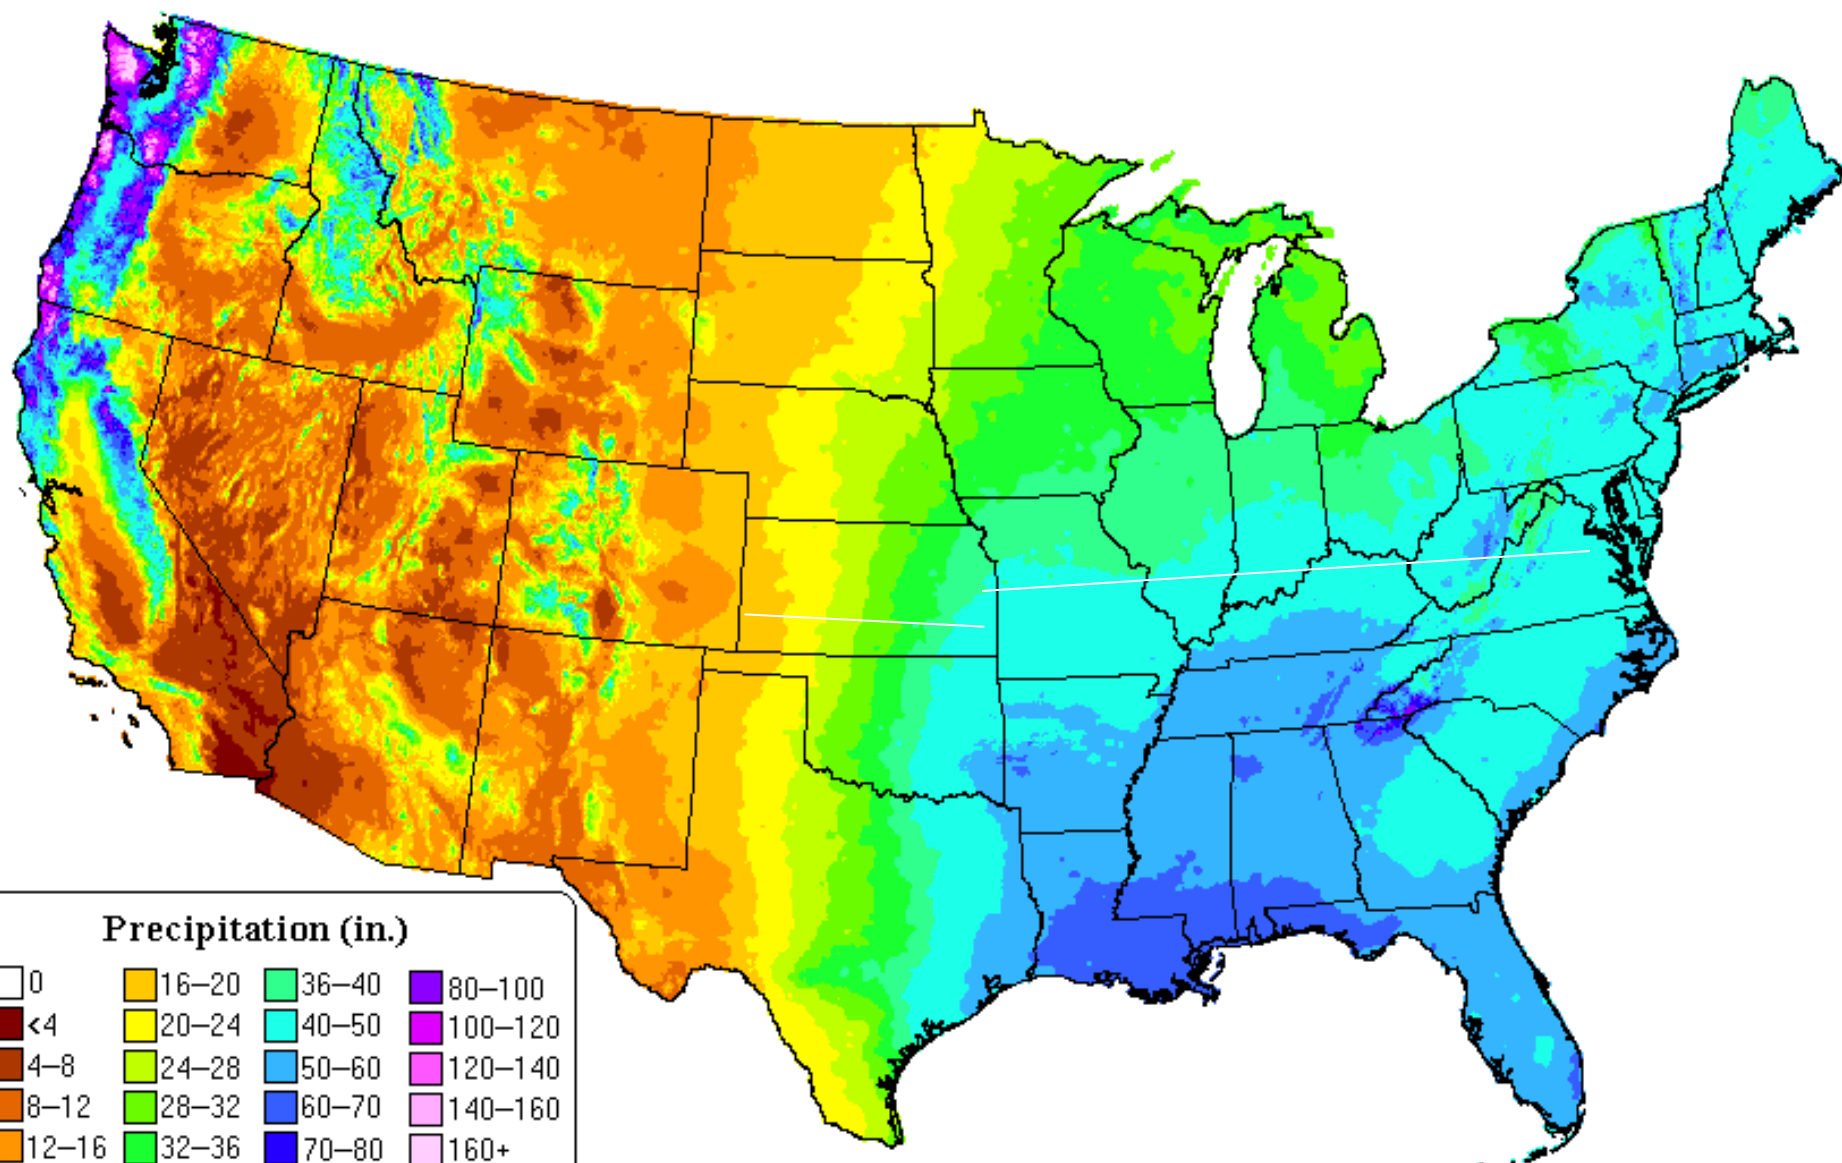 Precipitation (in.)
0 16–20 36–40 80–100
<4 20–24 40–50 100–120
4–8 24–28 50–60 120–140
8–12 28–32 60–70 140–160
12–16 32–36 70–80 160+